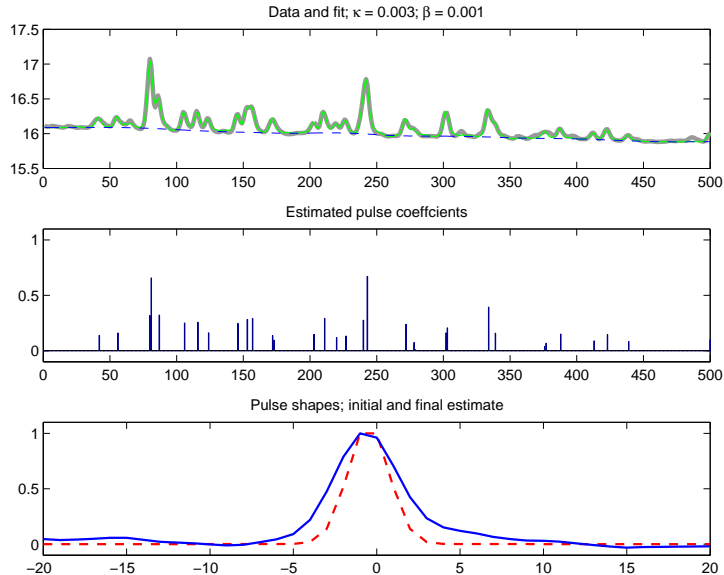 Data and fit; κ = 0.003; β = 0.001
17.5
17
16.5
16
15.5
0 50 100 150 200 250 300 350 400 450 500
Estimated pulse coeffcients
1
0.5
0
0 50 100 150 200 250 300 350 400 450 500
Pulse shapes; initial and final estimate
1
0.5
0
−20 −15 −10 −5 0 5 10 15 20